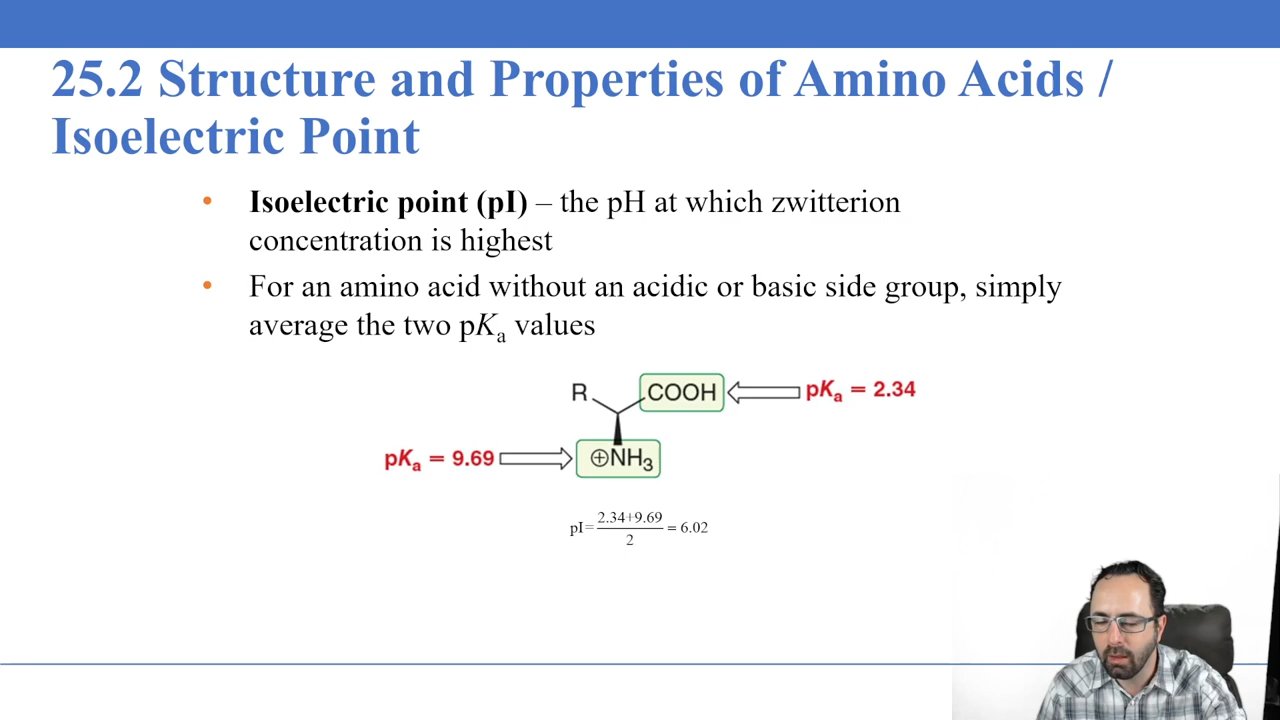 25.2 Structure and Properties of Amino Acids /
Isoelectric Point
• Isoelectric point (pI) – the pH at which zwitterion
concentration is highest
• For an amino acid without an acidic or basic side group, simply
average the two pKa values
R COOH pKa = 2.34
pKa = 9.69 ⊕NH3
pI= 2.34+9.69 / 2 = 6.02